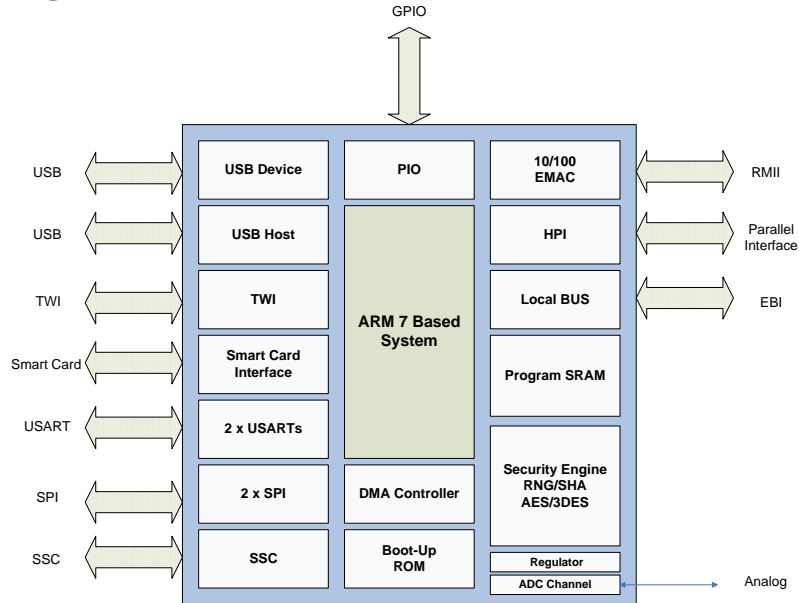 GPIO
USB
USB Device
PIO
10/100
EMAC
RMII
USB
USB Host
HPI
Parallel
Interface
TWI
TWI
Local BUS
EBI
ARM 7 Based
System
Smart Card
Smart Card
Interface
Program SRAM
USART
2 x USARTs
SPI
2 x SPI
DMA Controller
Security Engine
RNG/SHA
AES/3DES
SSC
SSC
Boot-Up
ROM
Regulator
ADC Channel
Analog